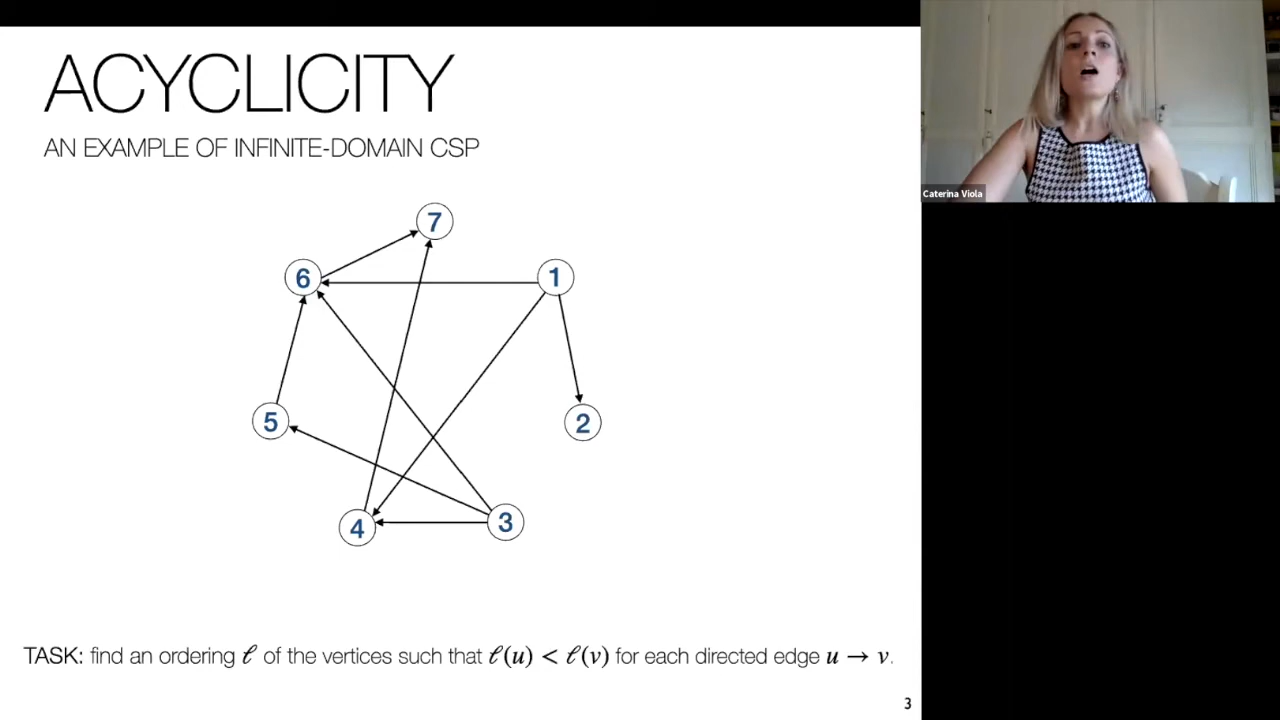 ACYCLICITY
AN EXAMPLE OF INFINITE-DOMAIN CSP
Caterina Viola
7
6
1
5
2
4
3
TASK: find an ordering ℓ of the vertices such that ℓ(u) < ℓ(v) for each directed edge u → v.
3